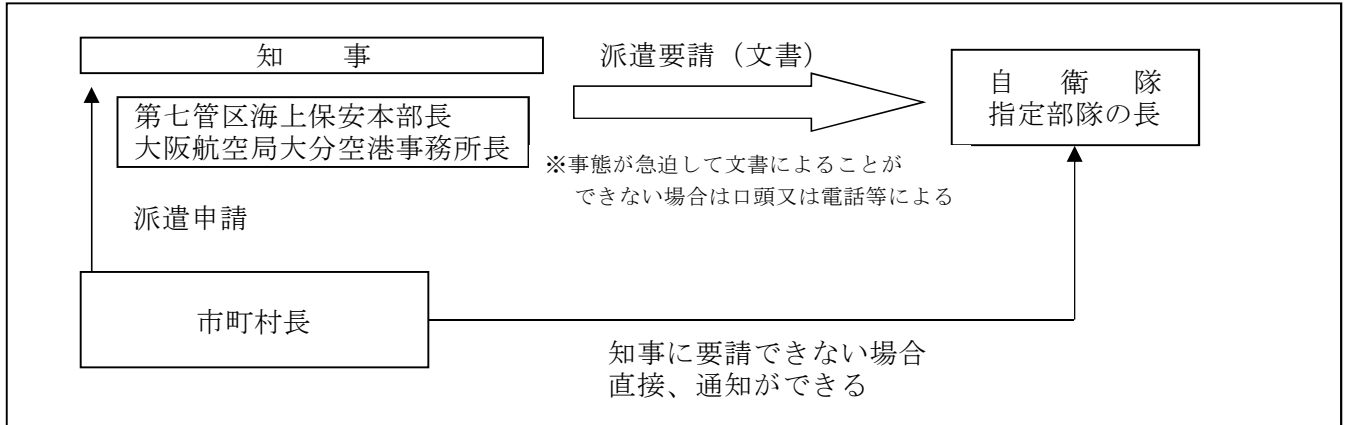 知　　事
第七管区海上保安本部長
大阪航空局大分空港事務所長
派遣要請（文書）
※事態が急迫して文書によることが
できない場合は口頭又は電話等による
自　衛　隊
指定部隊の長
派遣申請
市町村長
知事に要請できない場合
直接、通知ができる